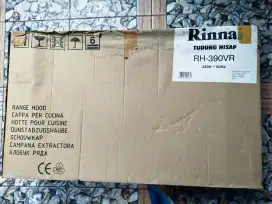 6
Rinnai
TUDUNG HISAP
RH-390VR
220V ~ 50Hz
RANGE HOOD
CAPPA PER CUCINA
HOTTE POUR CUISINE
DUNSTABZUGSHAUBE
SCHOUWKAP
CAMPANA EXTRACTORA
CE